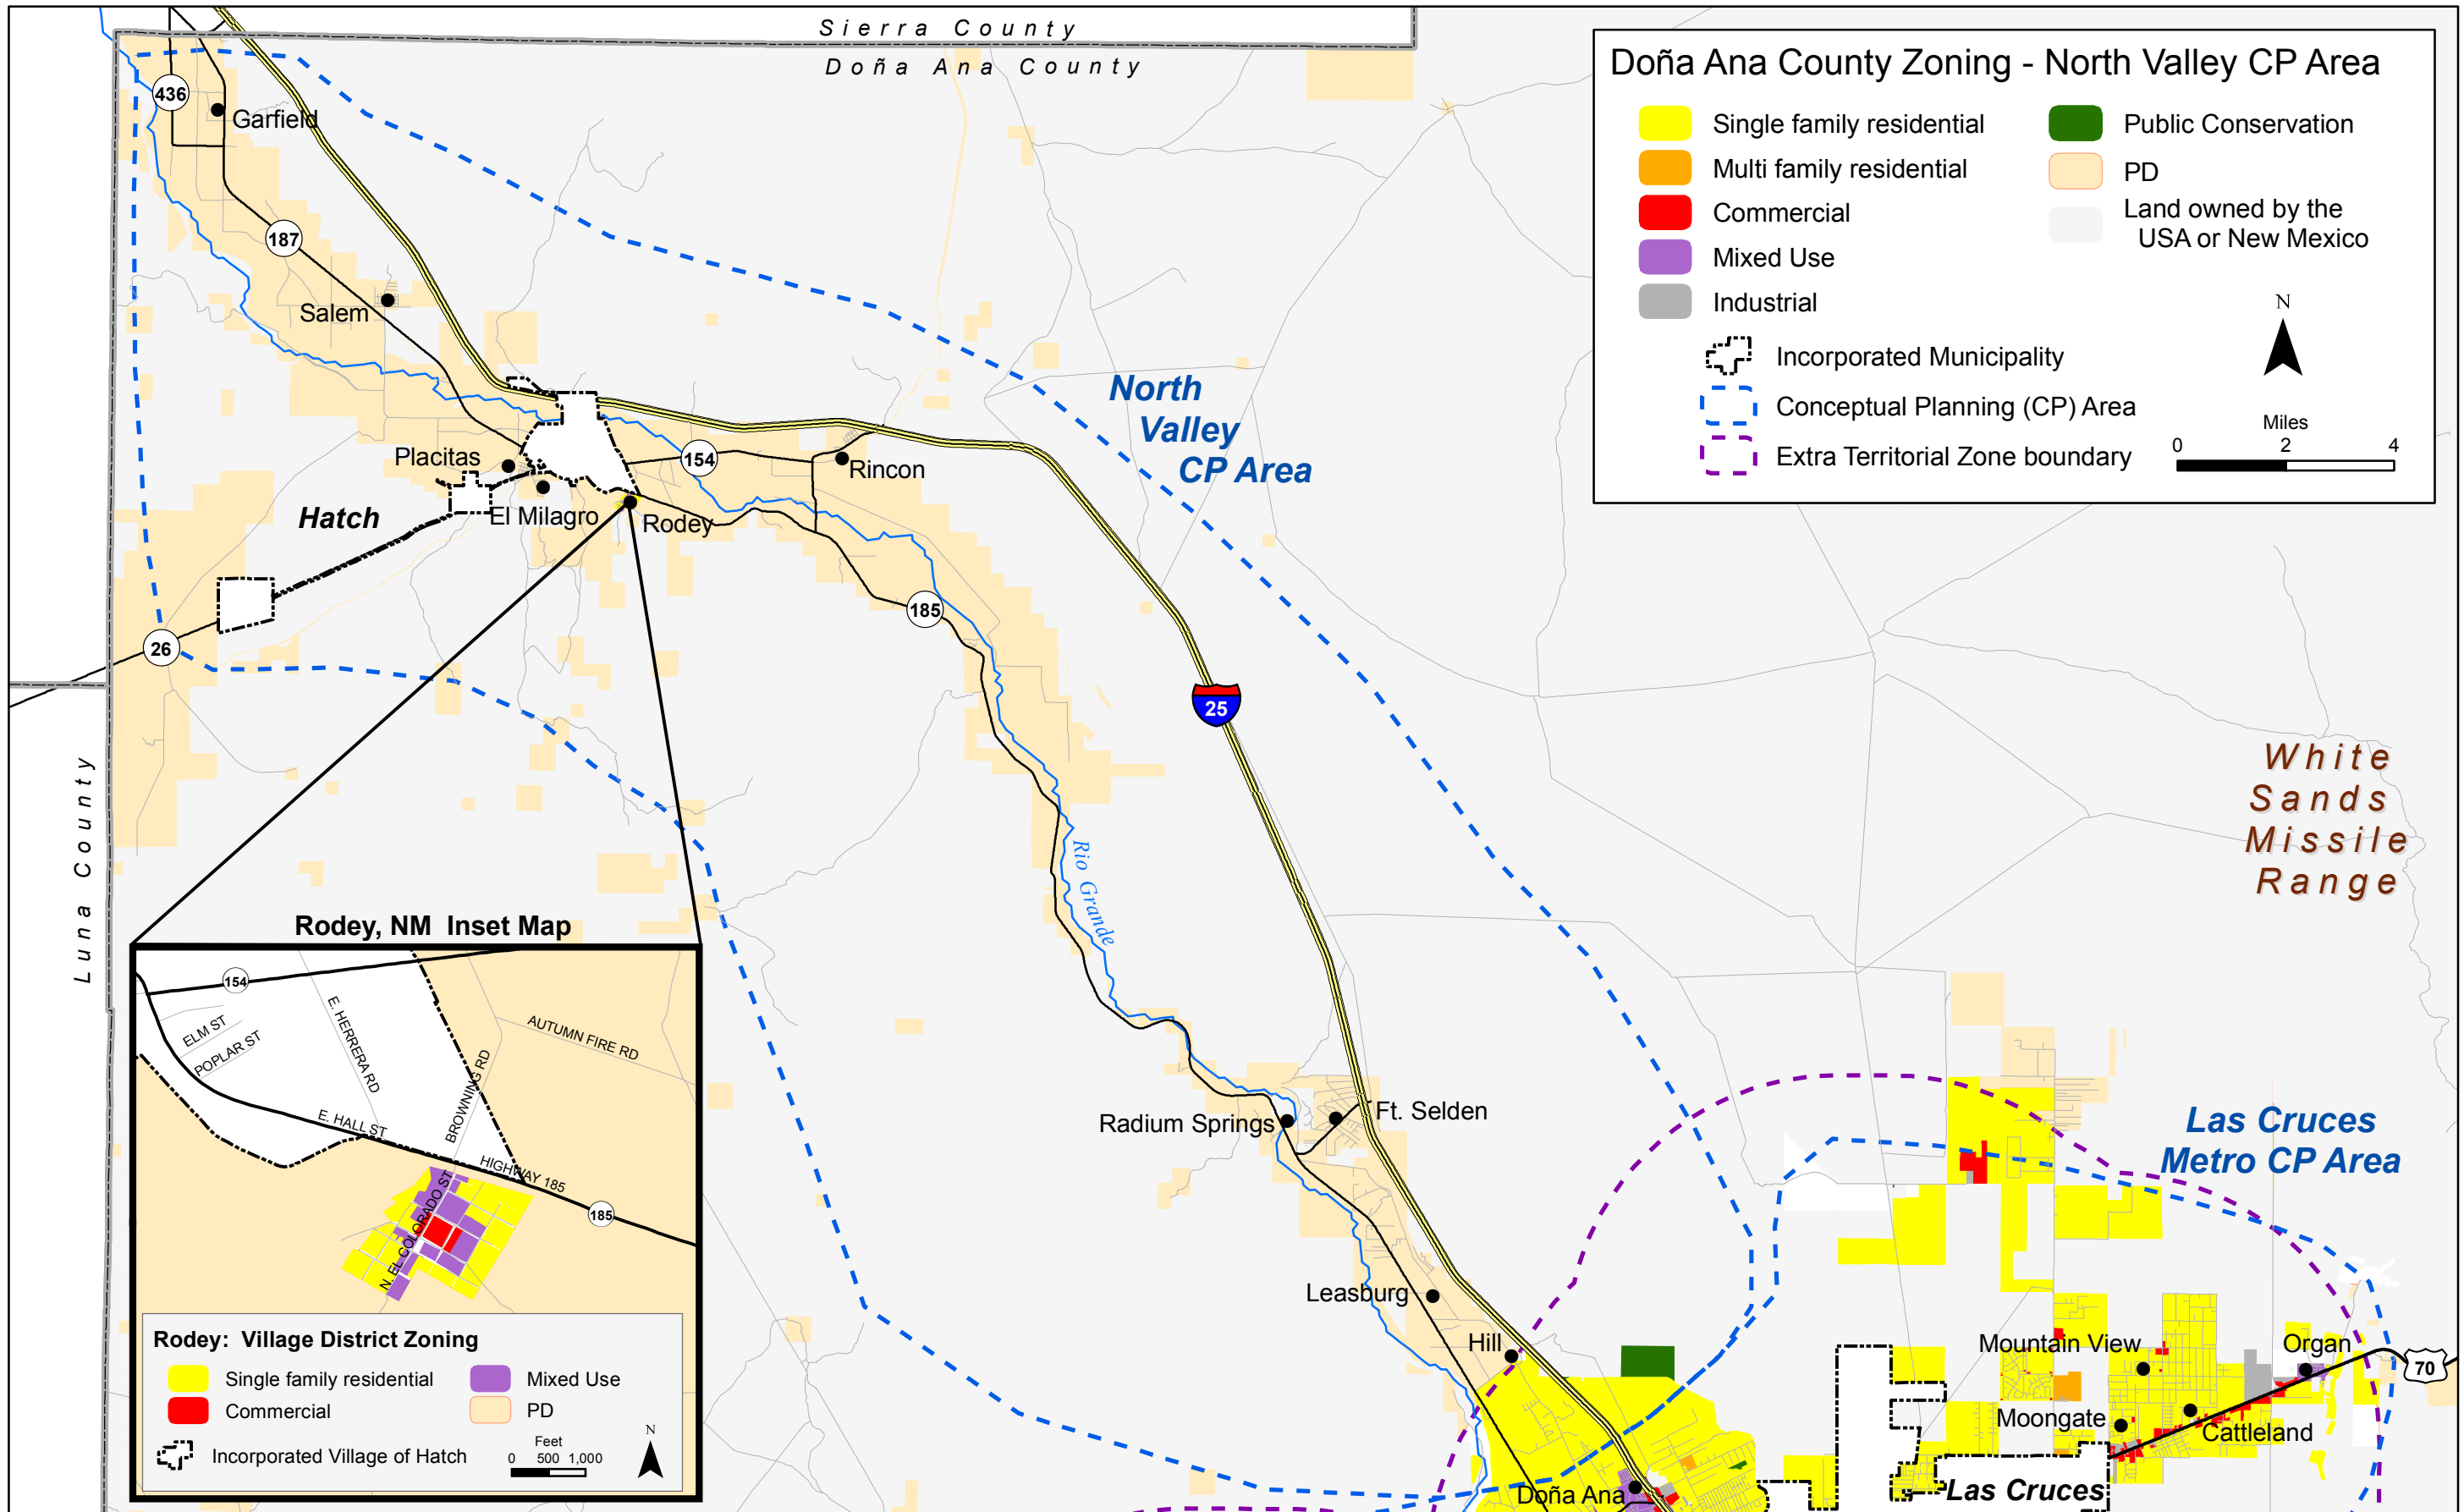 Sierra County
Doña Ana County
Doña Ana County Zoning - North Valley CP Area
Single family residential
Multi family residential
Commercial
Mixed Use
Industrial
Public Conservation
PD
Land owned by the
USA or New Mexico
Incorporated Municipality
Conceptual Planning (CP) Area
Extra Territorial Zone boundary
N
Miles
0 2 4
436
Garfield
187
Salem
North
Valley
CP Area
Placitas
154
Rincon
Hatch
El Milagro
Rodey
185
26
25
Luna County
White
Sands
Missile
Range
Rio Grande
Radium Springs
Ft. Selden
Las Cruces
Metro CP Area
Leasburg
Hill
Mountain View
Organ
70
Moongate
Cattleland
Doña Ana
Las Cruces
Rodey, NM Inset Map
154
ELM ST
POPLAR ST
E. HERRERA RD
AUTUMN FIRE RD
BROWNING RD
E. HALL ST
HIGHWAY 185
185
N. EL COLORADO ST
Rodey: Village District Zoning
Single family residential
Commercial
Mixed Use
PD
Incorporated Village of Hatch
Feet
0 500 1,000
N